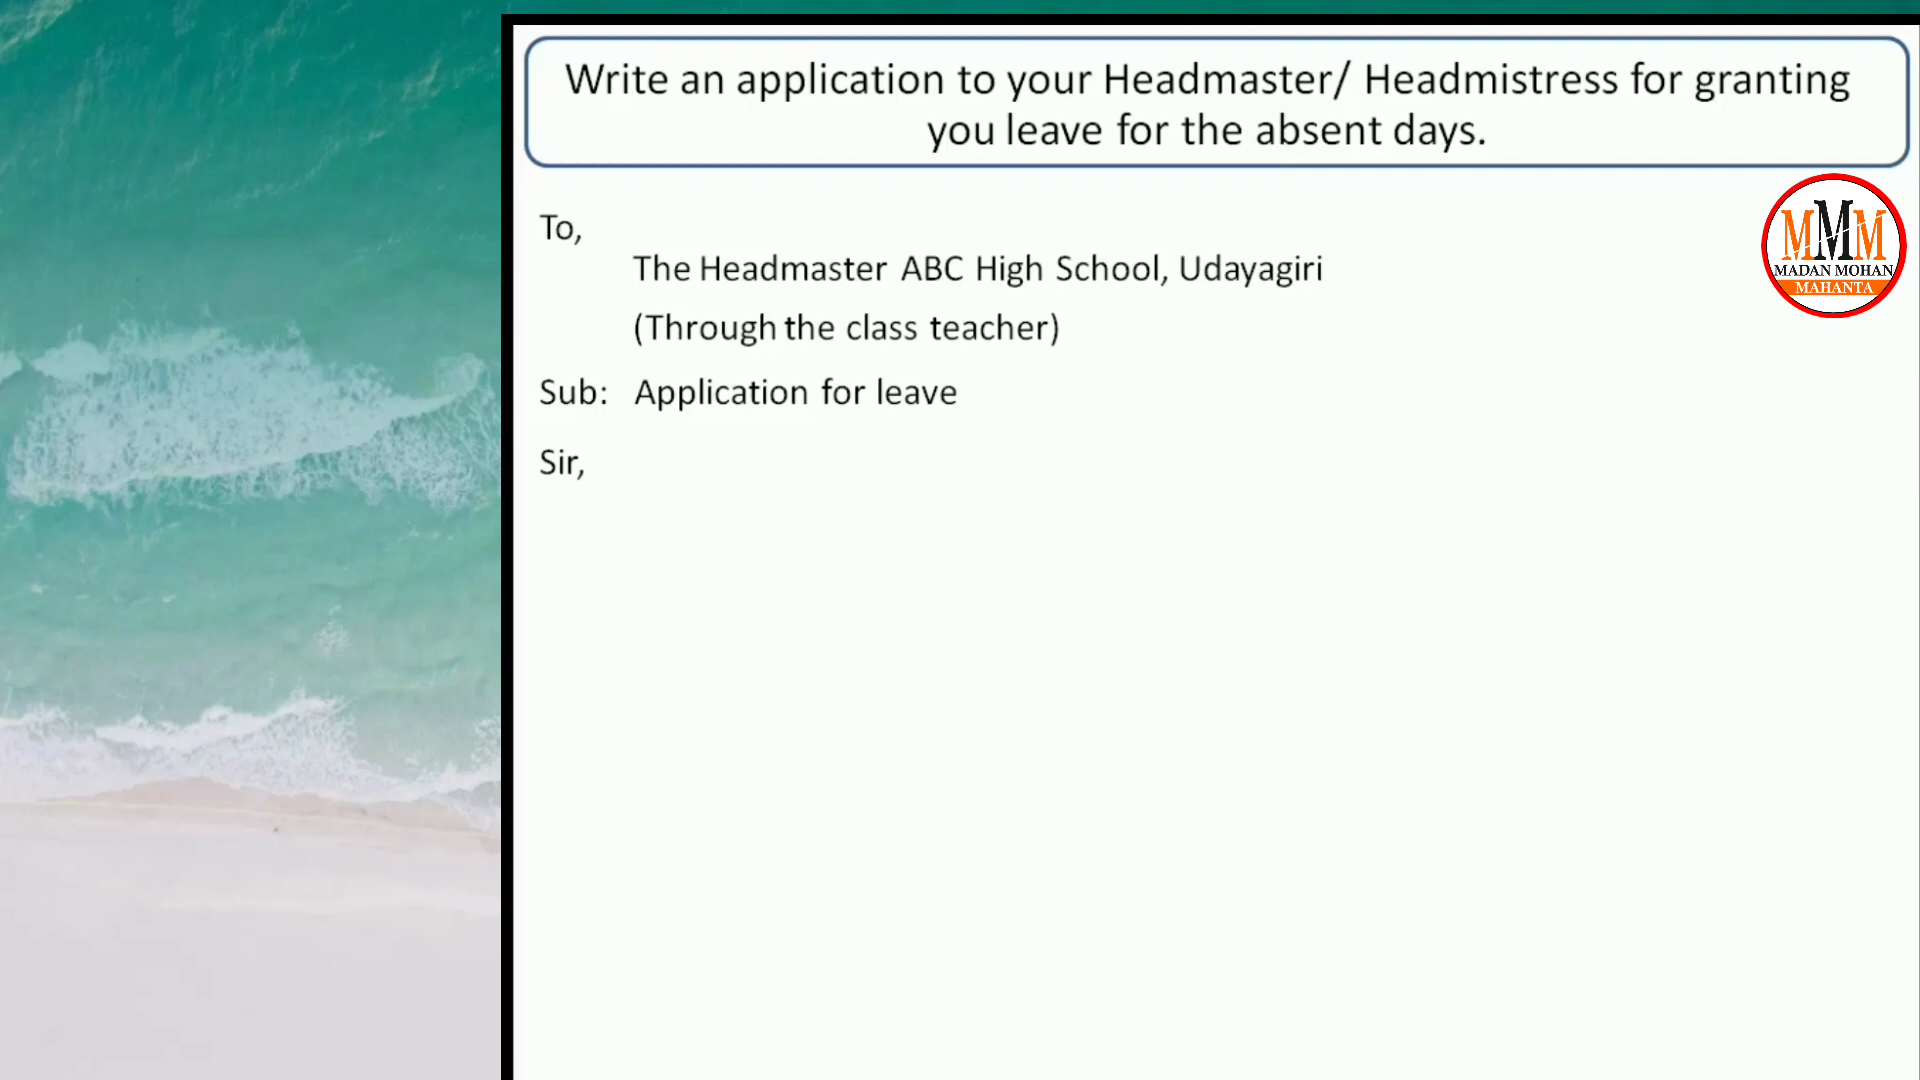 Write an application to your Headmaster/ Headmistress for granting
you leave for the absent days.
To,
The Headmaster ABC High School, Udayagiri
(Through the class teacher)
Sub: Application for leave
Sir,
MMM
MADAN MOHAN
MAHANTA